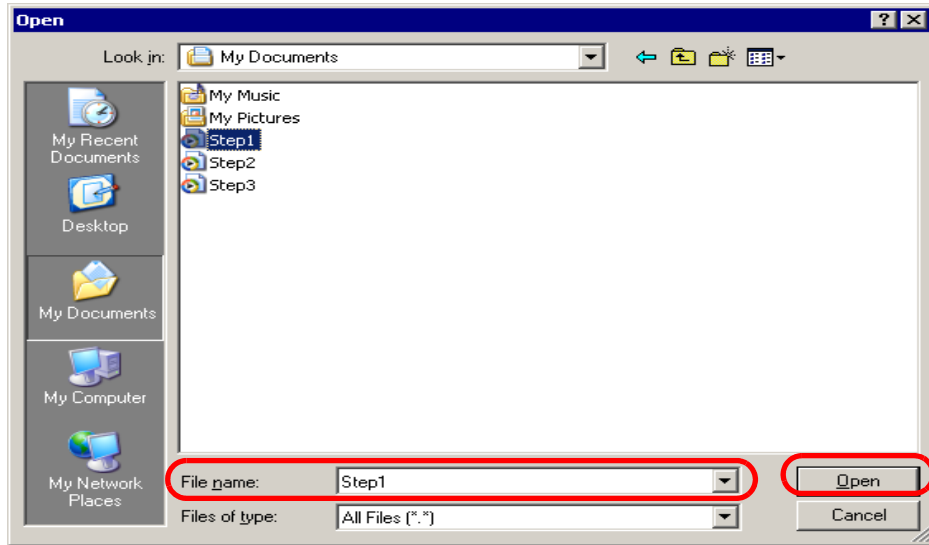 Open
Look in: My Documents
My Recent
Documents
Desktop
My Documents
My Computer
My Network
Places
My Music
My Pictures
Step1
Step2
Step3
File name: Step1 Open
Files of type: All Files (*.*) Cancel